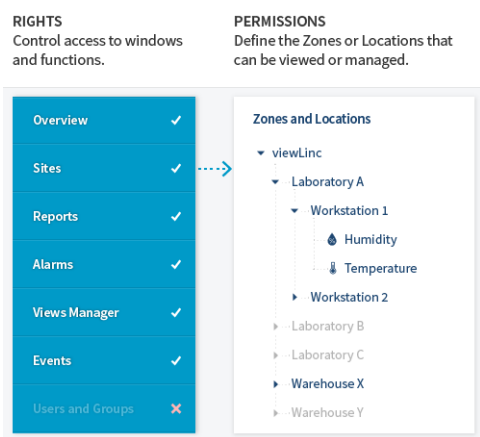 RIGHTS
Control access to windows
and functions.
PERMISSIONS
Define the Zones or Locations that
can be viewed or managed.
Overview
Sites
Reports
Alarms
Views Manager
Events
Users and Groups
Zones and Locations
viewLinc
Laboratory A
Workstation 1
Humidity
Temperature
Workstation 2
Laboratory B
Laboratory C
Warehouse X
Warehouse Y